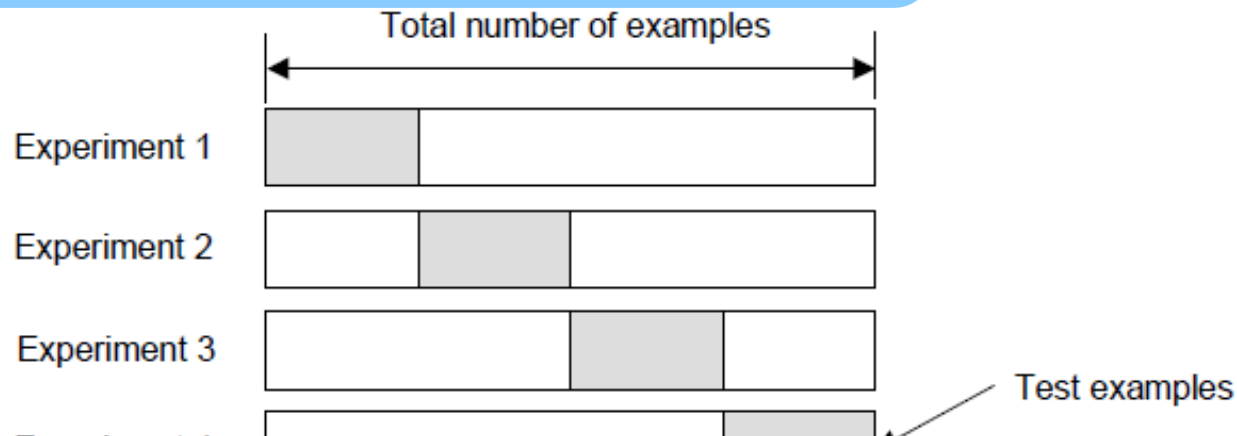 Total number of examples
Experiment 1
Experiment 2
Experiment 3
Test examples